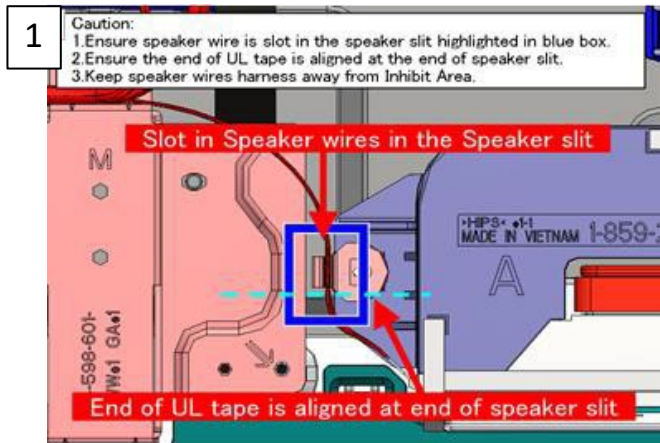 1
Caution:
1.Ensure speaker wire is slot in the speaker slit highlighted in blue box.
2.Ensure the end of UL tape is aligned at the end of speaker slit.
3.Keep speaker wires harness away from Inhibit Area.
Slot in Speaker wires in the Speaker slit
M
MADE IN VIETNAM 1-859-
A
-598-601-
End of UL tape is aligned at end of speaker slit